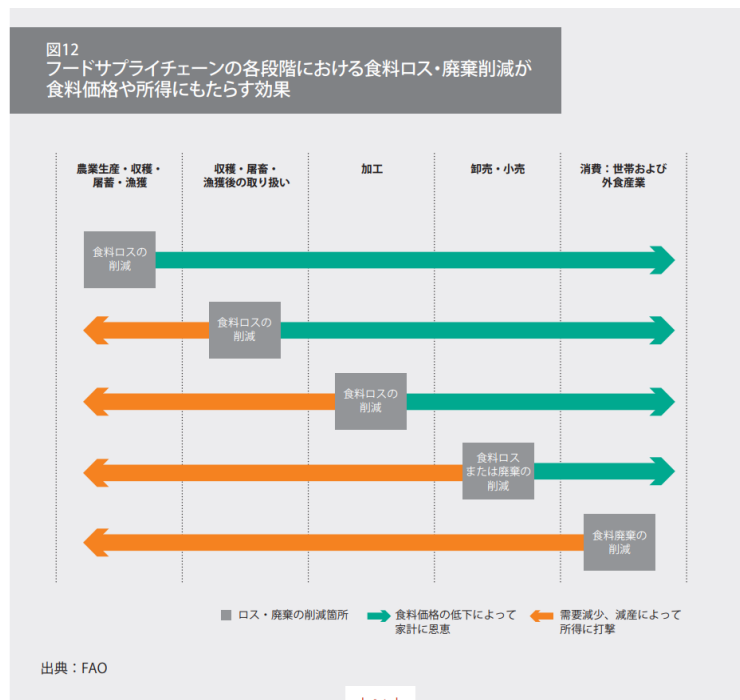 図12
フードサプライチェーンの各段階における食料ロス・廃棄削減が
食料価格や所得にもたらす効果
農業生産・収穫・
屠蓄・漁獲
収穫・屠畜・
漁獲後の取り扱い
加工
卸売・小売
消費：世帯および
外食産業
食料ロスの
削減
食料ロスの
削減
食料ロスの
削減
食料ロス
または廃棄の
削減
食料廃棄の
削減
ロス・廃棄の削減箇所
食料価格の低下によって
家計に恩恵
需要減少、減産によって
所得に打撃
出典：FAO